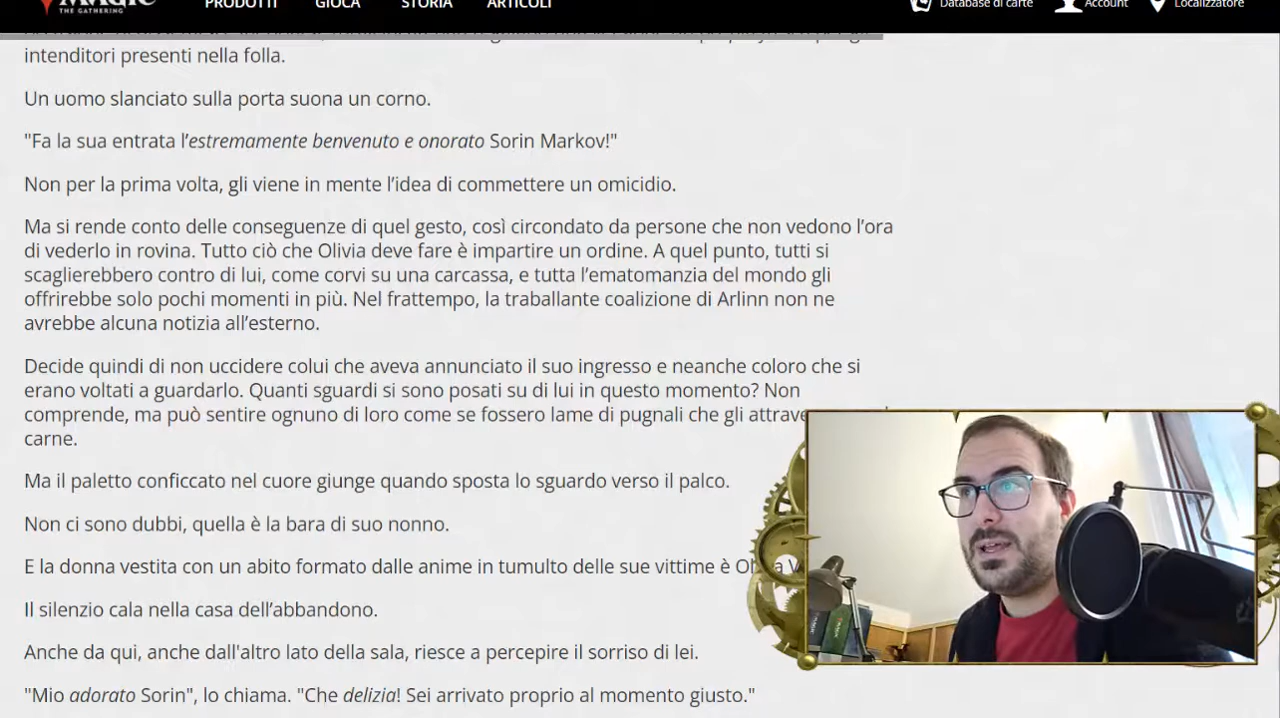 MAGIC
THE GATHERING
PRODOTTI GIOCA STORIA ARTICOLI Database di carte Account Localizzatore
intenditori presenti nella folla.
Un uomo slanciato sulla porta suona un corno.
"Fa la sua entrata l’estremamente benvenuto e onorato Sorin Markov!"
Non per la prima volta, gli viene in mente l’idea di commettere un omicidio.
Ma si rende conto delle conseguenze di quel gesto, così circondato da persone che non vedono l’ora
di vederlo in rovina. Tutto ciò che Olivia deve fare è impartire un ordine. A quel punto, tutti si
scaglierebbero contro di lui, come corvi su una carcassa, e tutta l’ematomanzia del mondo gli
offrirebbe solo pochi momenti in più. Nel frattempo, la traballante coalizione di Arlinn non ne
avrebbe alcuna notizia all’esterno.
Decide quindi di non uccidere colui che aveva annunciato il suo ingresso e neanche coloro che si
erano voltati a guardarlo. Quanti sguardi si sono posati su di lui in questo momento? Non
comprende, ma può sentire ognuno di loro come se fossero lame di pugnali che gli
carne.
Ma il paletto conficcato nel cuore giunge quando sposta lo sguardo verso il palco.
Non ci sono dubbi, quella è la bara di suo nonno.
E la donna vestita con un abito formato dalle anime in tumulto delle sue vittime è
Il silenzio cala nella casa dell’abbandono.
Anche da qui, anche dall'altro lato della sala, riesce a percepire il sorriso di lei.
"Mio adorato Sorin", lo chiama. "Che delizia! Sei arrivato proprio al momento giusto."